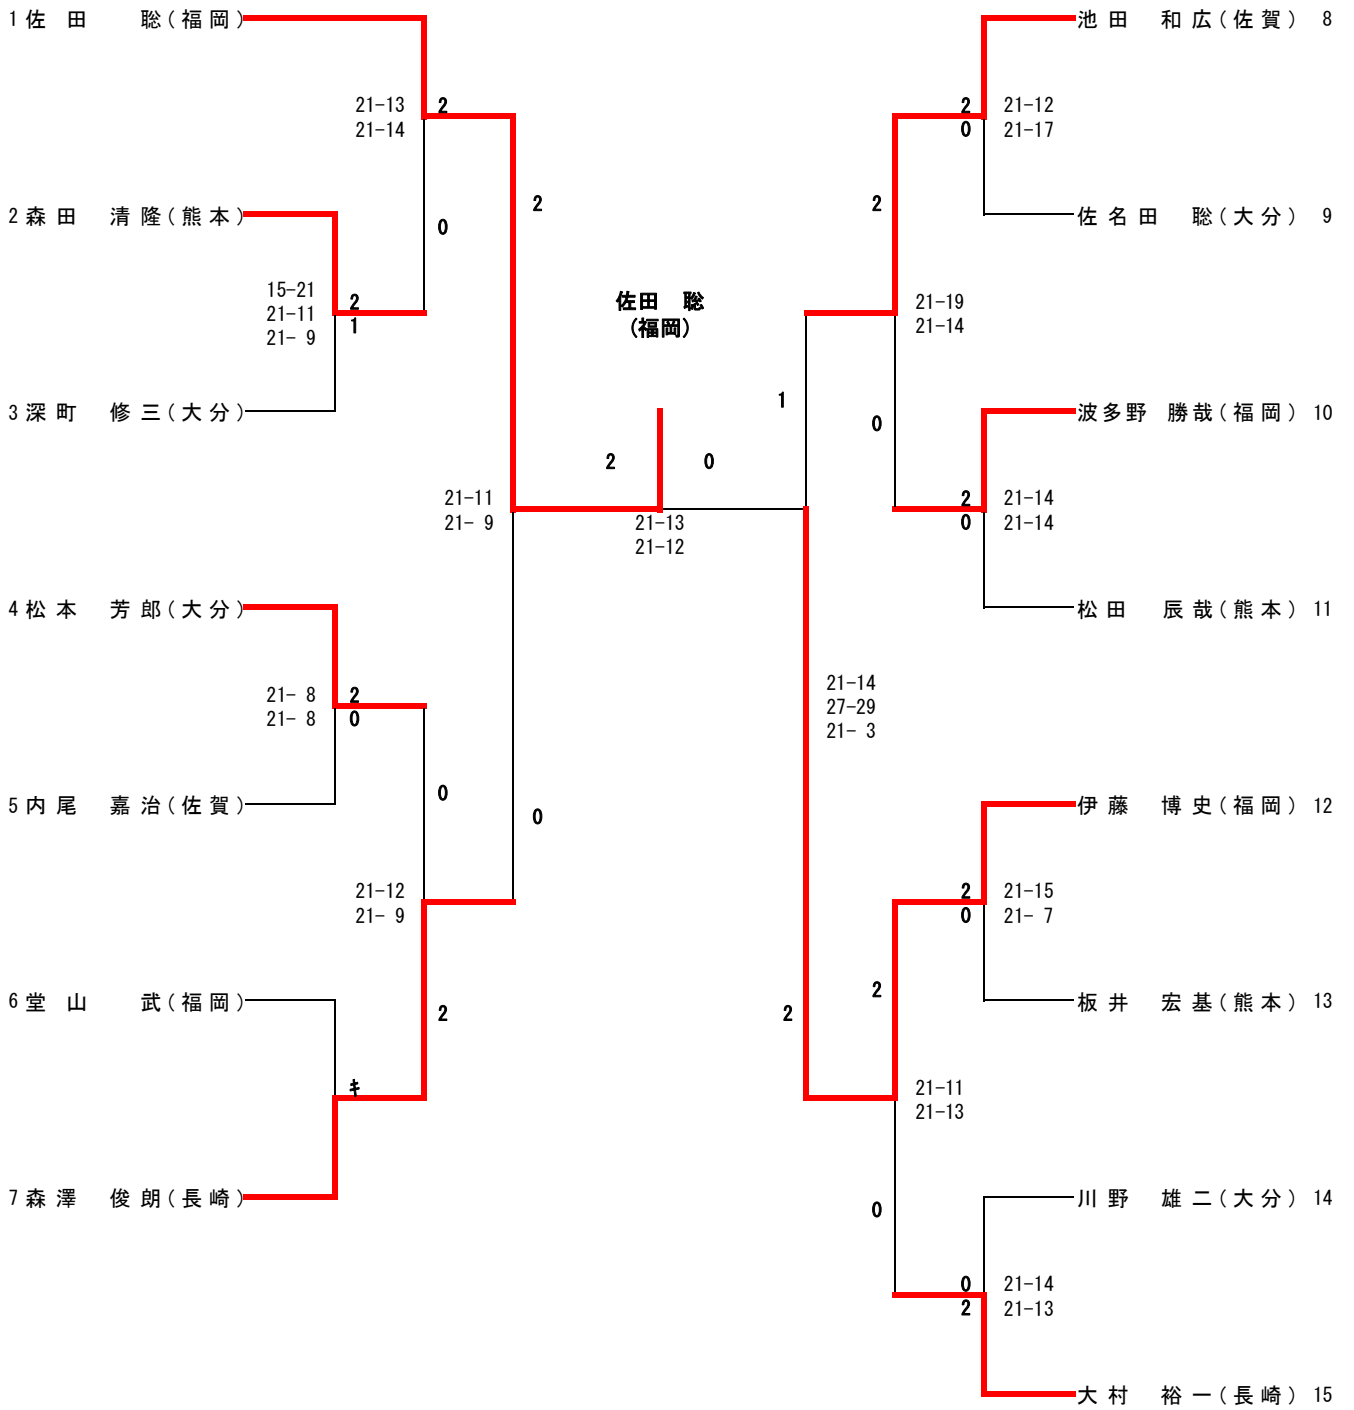 1 佐 田 聡 ( 福 岡 )
21-13 2
21-14
0
2 森 田 清 隆 ( 熊 本 )
15-21
21-11 2
21- 9 1
3 深 町 修 三 ( 大 分 )
2
21-11
21- 9
4 松 本 芳 郎 ( 大 分 )
21- 8 2
21- 8 0
5 内 尾 嘉 治 ( 佐 賀 )
0
0
21-12
21- 9
6 堂 山 武 ( 福 岡 )
2
キ
7 森 澤 俊 朗 ( 長 崎 )
佐田 聡
(福岡)
2 0
21-13
21-12
池 田 和 広 ( 佐 賀 ) 8
2 21-12
0 21-17
佐 名 田 聡 ( 大 分 ) 9
2
21-19
21-14
0
波 多 野 勝 哉 ( 福 岡 ) 10
2 21-14
0 21-14
松 田 辰 哉 ( 熊 本 ) 11
1
21-14
27-29
21- 3
2
伊 藤 博 史 ( 福 岡 ) 12
2 21-15
0 21- 7
板 井 宏 基 ( 熊 本 ) 13
2
21-11
21-13
0
川 野 雄 二 ( 大 分 ) 14
0 21-14
2 21-13
大 村 裕 一 ( 長 崎 ) 15